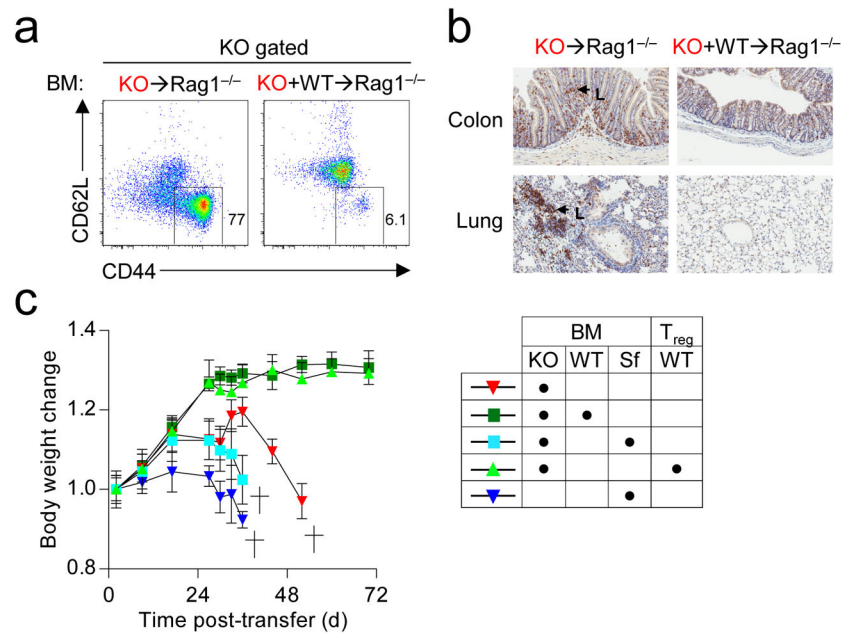 a
KO gated
BM: KO→Rag1⁻/⁻ KO+WT→Rag1⁻/⁻
CD62L
77
6.1
CD44
b
KO→Rag1⁻/⁻ KO+WT→Rag1⁻/⁻
Colon
L
Lung
L
c
Body weight change
1.4
1.2
1.0
0.8
0 24 48 72
Time post-transfer (d)
BM Treg
KO WT Sf WT